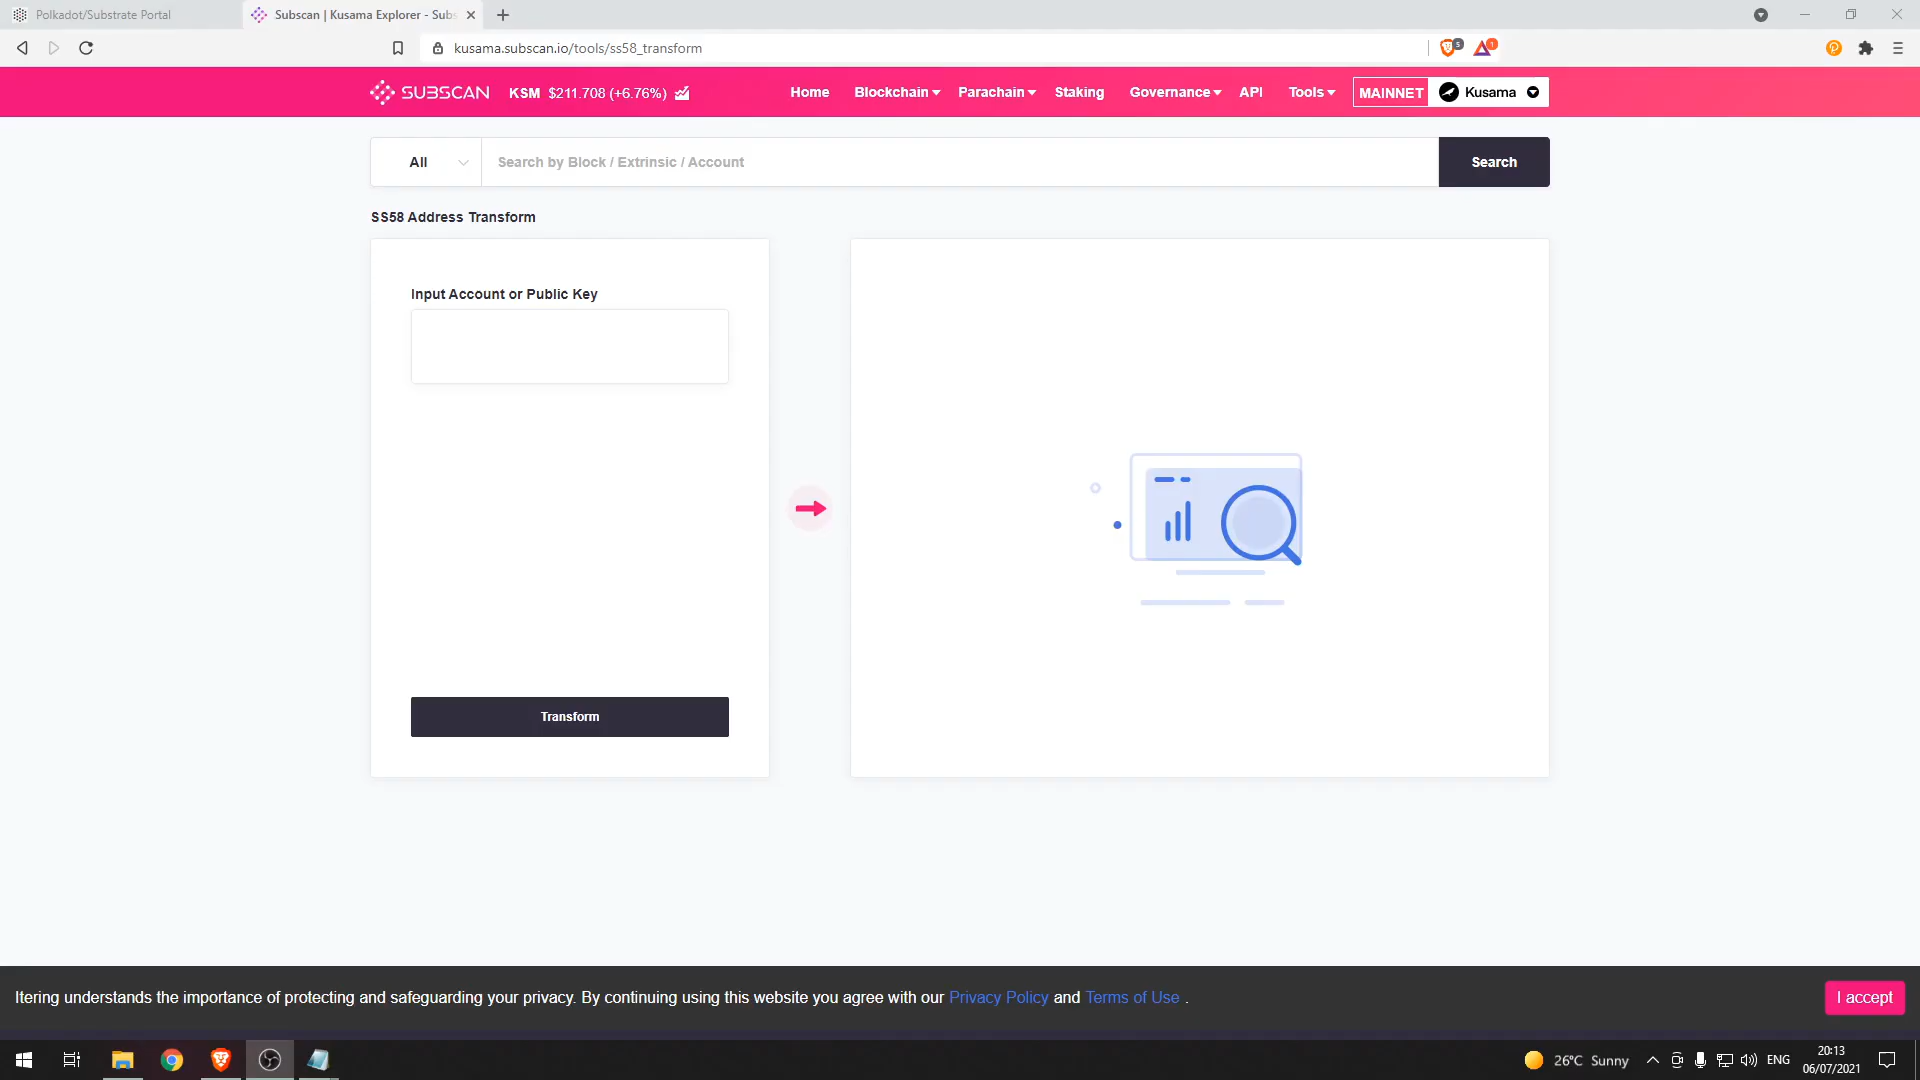 Polkadot/Substrate Portal
Subscan | Kusama Explorer - Subs
kusama.subscan.io/tools/ss58_transform
5
1
SUBSCAN
KSM $211.708 (+6.76%)
Home Blockchain Parachain Staking Governance API Tools MAINNET Kusama
All
Search by Block / Extrinsic / Account
Search
SS58 Address Transform
Input Account or Public Key
Transform
Itering understands the importance of protecting and safeguarding your privacy. By continuing using this website you agree with our Privacy Policy and Terms of Use .
I accept
26°C Sunny
ENG
20:13
06/07/2021